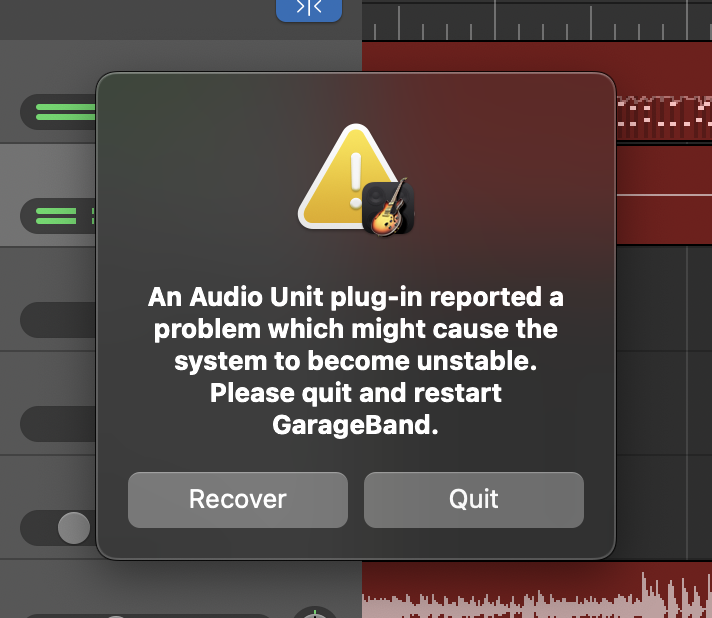 An Audio Unit plug-in reported a
problem which might cause the
system to become unstable.
Please quit and restart
GarageBand.
Recover
Quit